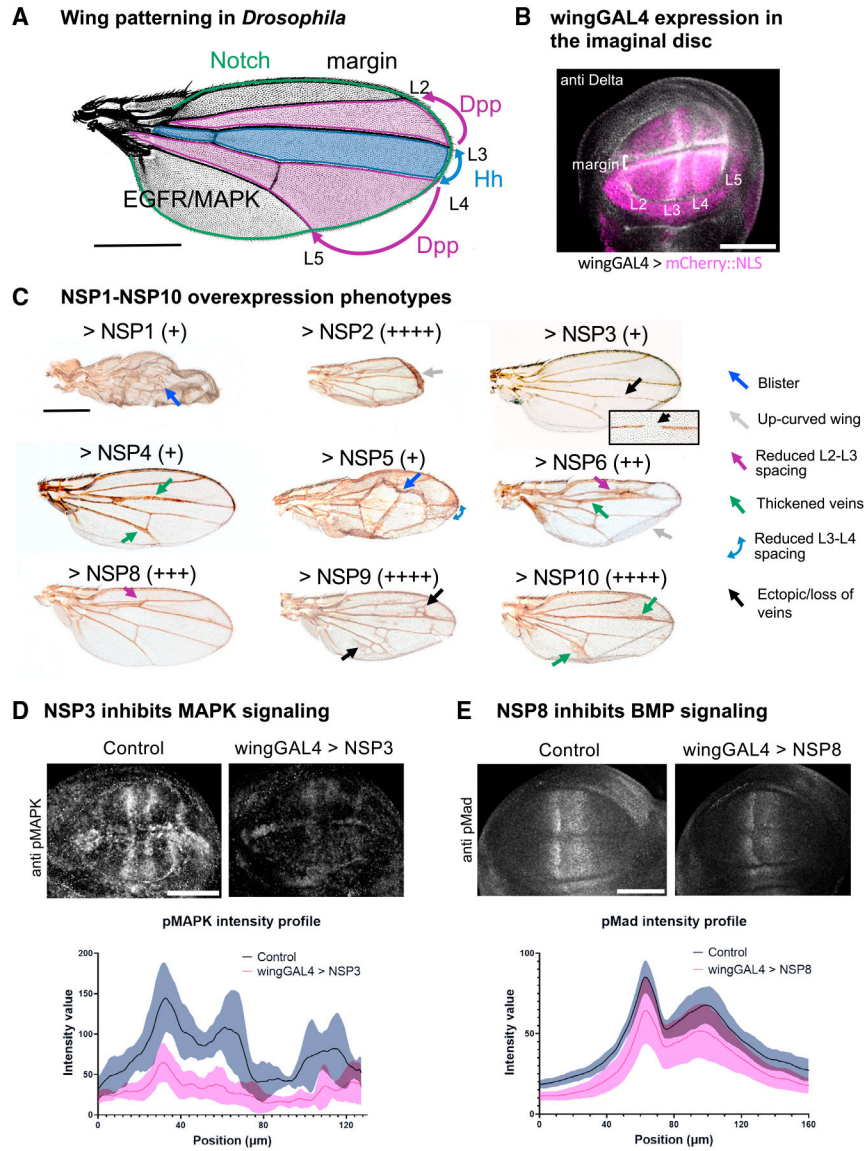 A Wing patterning in Drosophila
Notch
margin
L2
Dpp
L3
Hh
L4
EGFR/MAPK
L5
Dpp
B wingGAL4 expression in
the imaginal disc
anti Delta
margin
L5
L2
L3
L4
wingGAL4 > mCherry::NLS
C NSP1-NSP10 overexpression phenotypes
> NSP1 (+)
> NSP2 (++++)
> NSP3 (+)
> NSP4 (+)
> NSP5 (+)
> NSP6 (++)
> NSP8 (+++)
> NSP9 (++++)
> NSP10 (++++)
Blister
Up-curved wing
Reduced L2-L3
spacing
Thickened veins
Reduced L3-L4
spacing
Ectopic/loss of
veins
D NSP3 inhibits MAPK signaling
Control
wingGAL4 > NSP3
anti pMAPK
pMAPK intensity profile
Control
wingGAL4 > NSP3
Intensity value
200
150
100
50
0
0 40 80 120
Position (μm)
E NSP8 inhibits BMP signaling
Control
wingGAL4 > NSP8
anti pMad
pMad intensity profile
Control
wingGAL4 > NSP8
Intensity value
100
50
0
0 40 80 120 160
Position (μm)